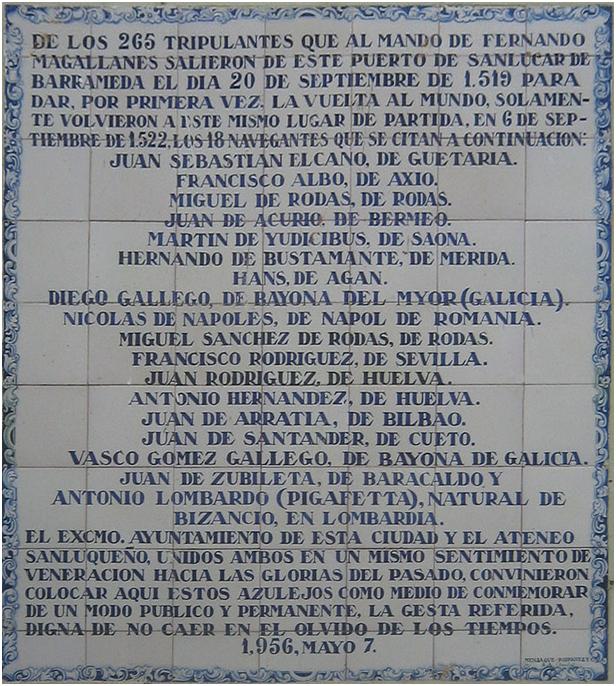 DE LOS 265 TRIPULANTES QUE AL MANDO DE FERNANDO
MAGALLANES SALIERON DE ESTE PUERTO DE SANLUCAR DE
BARRAMEDA EL DIA 20 DE SEPTIEMBRE DE 1.519 PARA
DAR, POR PRIMERA VEZ, LA VUELTA AL MUNDO, SOLAMEN-
TE VOLVIERON A ESTE MISMO LUGAR DE PARTIDA, EN 6 DE SEP-
TIEMBRE DE 1.522, LOS 18 NAVEGANTES QUE SE CITAN A CONTINUACION:
JUAN SEBASTIAN ELCANO, DE GUETARIA.
FRANCISCO ALBO, DE AXIO.
MIGUEL DE RODAS, DE RODAS.
JUAN DE ACURIO, DE BERMEO.
MARTIN DE YUDICIBUS, DE SAONA.
HERNANDO DE BUSTAMANTE, DE MERIDA.
HANS, DE AGAN.
DIEGO GALLEGO, DE BAYONA DEL MYOR (GALICIA).
NICOLAS DE NAPOLES, DE NAPOL DE ROMANIA.
MIGUEL SANCHEZ DE RODAS, DE RODAS.
FRANCISCO RODRIGUEZ, DE SEVILLA.
JUAN RODRIGUEZ, DE HUELVA.
ANTONIO HERNANDEZ, DE HUELVA.
JUAN DE ARRATIA, DE BILBAO.
JUAN DE SANTANDER, DE CUETO.
VASCO GOMEZ GALLEGO, DE BAYONA DE GALICIA.
JUAN DE ZUBILETA, DE BARACALDO Y
ANTONIO LOMBARDO (PIGAFETTA), NATURAL DE
BIZANCIO, EN LOMBARDIA.
EL EXCMO. AYUNTAMIENTO DE ESTA CIUDAD Y EL ATENEO
SANLUQUEÑO, UNIDOS AMBOS EN UN MISMO SENTIMIENTO DE
VENERACION HACIA LAS GLORIAS DEL PASADO, CONVINIERON
COLOCAR AQUI ESTOS AZULEJOS COMO MEDIO DE CONMEMORAR
DE UN MODO PUBLICO Y PERMANENTE, LA GESTA REFERIDA,
DIGNA DE NO CAER EN EL OLVIDO DE LOS TIEMPOS.
1,956, MAYO 7.